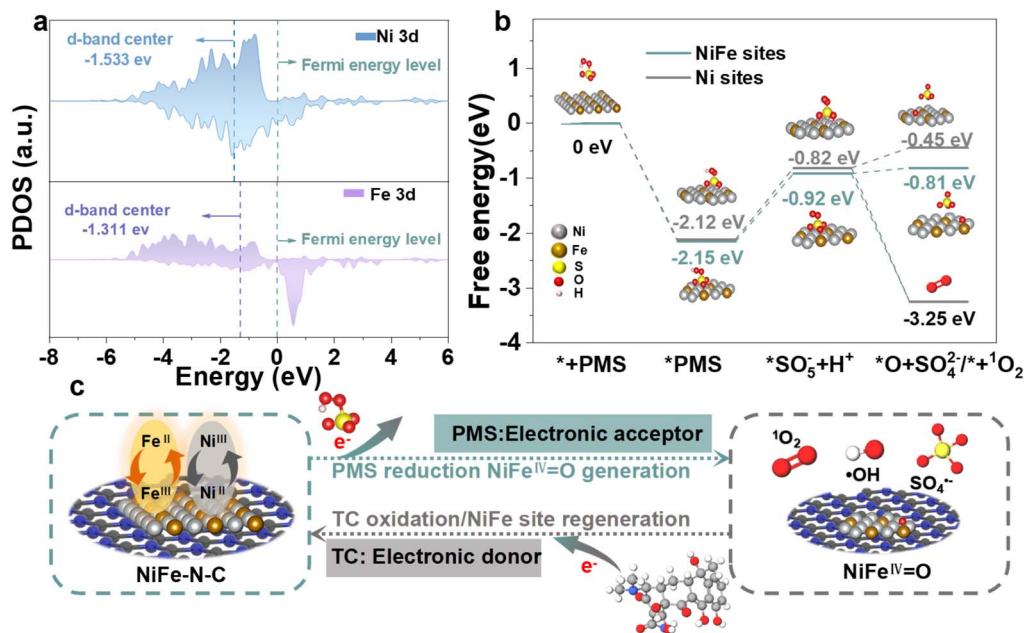 a
d-band center
-1.533 ev
Ni 3d
Fermi energy level
Fe 3d
d-band center
-1.311 ev
Fermi energy level
PDOS (a.u.)
-8 -6 -4 -2 0 2 4 6
Energy (eV)
b
NiFe sites
Ni sites
1
0
-1
-2
-3
-4
Free energy(eV)
0 eV
-2.12 eV
-2.15 eV
-0.82 eV
-0.92 eV
-0.45 eV
-0.81 eV
-3.25 eV
Ni
Fe
S
O
H
*+PMS *PMS *SO₅⁻+H⁺ *O+SO₄²⁻/*+¹O₂
c
Fe II Ni III
Fe III Ni II
NiFe-N-C
e⁻
PMS:Electronic acceptor
PMS reduction NiFeᴵⱽ=O generation
TC oxidation/NiFe site regeneration
TC: Electronic donor
e⁻
¹O₂
•OH
SO₄•⁻
NiFeᴵⱽ=O